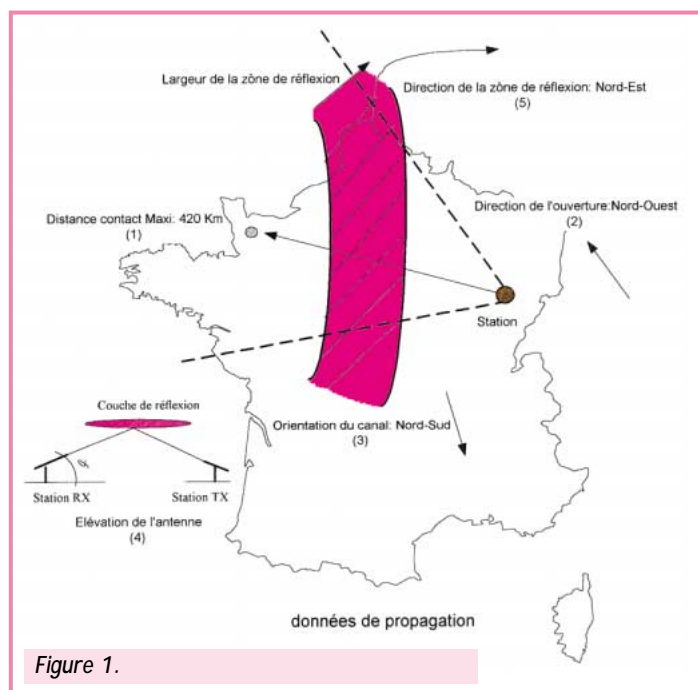 Largeur de la zône de réflexion
Direction de la zône de réflexion: Nord-Est
(5)
Distance contact Maxi: 420 Km
(1)
Direction de l'ouverture:Nord-Ouest
(2)
Station
Couche de réflexion
Orientation du canal: Nord-Sud
(3)
α
Station RX
Station TX
Elévation de l'antenne
(4)
données de propagation
Figure 1.